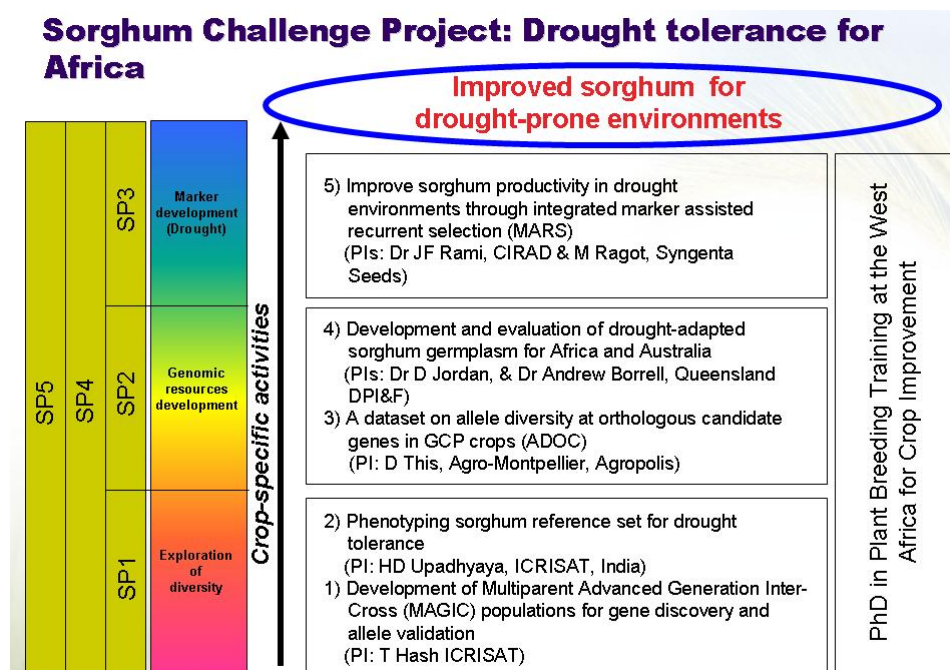 Sorghum Challenge Project: Drought tolerance for
Africa
Improved sorghum for
drought-prone environments
SP5
SP4
SP3
SP2
SP1
Marker
development
(Drought)
Genomic
resources
development
Exploration
of
diversity
Crop-specific activities
5) Improve sorghum productivity in drought
environments through integrated marker assisted
recurrent selection (MARS)
(PIs: Dr JF Rami, CIRAD & M Ragot, Syngenta
Seeds)
4) Development and evaluation of drought-adapted
sorghum germplasm for Africa and Australia
(PIs: Dr D Jordan, & Dr Andrew Borrell, Queensland
DPI&F)
3) A dataset on allele diversity at orthologous candidate
genes in GCP crops (ADOC)
(PI: D This, Agro-Montpellier, Agropolis)
2) Phenotyping sorghum reference set for drought
tolerance
(PI: HD Upadhyaya, ICRISAT, India)
1) Development of Multiparent Advanced Generation Inter-
Cross (MAGIC) populations for gene discovery and
allele validation
(PI: T Hash ICRISAT)
PhD in Plant Breeding Training at the West
Africa for Crop Improvement